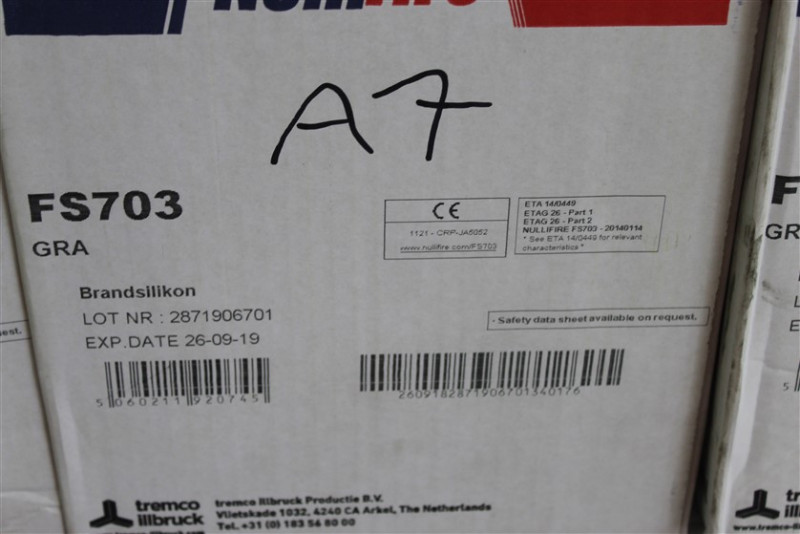 NULLIFIRE
A7
FS703
GRA
CE
1121 - CRP-JA5052
www.nullifire.com/FS703
ETA 14/0449
ETAG 26 - Part 1
ETAG 26 - Part 2
NULLIFIRE FS703 - 20140114
* See ETA 14/0449 for relevant
characteristics *
Brandsilikon
LOT NR : 2871906701
EXP.DATE 26-09-19
- Safety data sheet available on request.
5 060211 920745
2609182871906701340176
tremco
illbruck
tremco illbruck Productie B.V.
Vlietskade 1032, 4240 CA Arkel, The Netherlands
Tel. +31 (0) 183 56 80 00